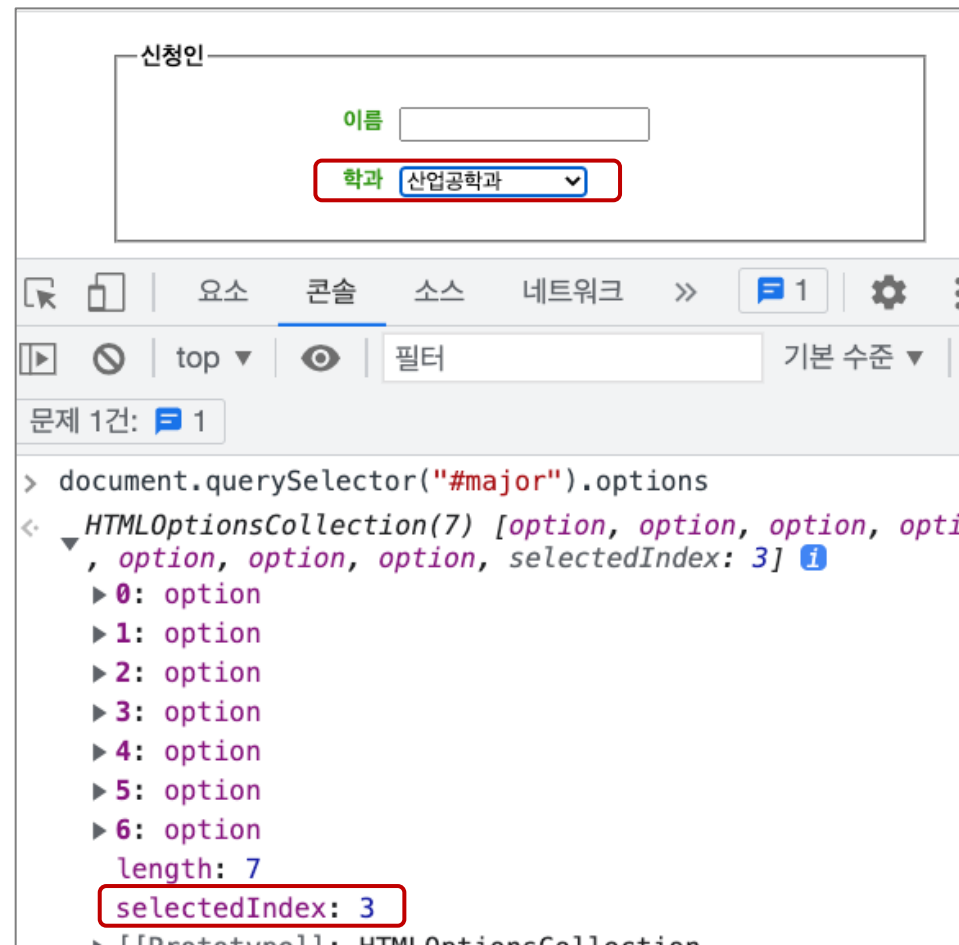 신청인
이름
학과 산업공학과
요소 콘솔 소스 네트워크 1
top 필터 기본 수준
문제 1건: 1
> document.querySelector("#major").options
HTMLOptionsCollection(7) [option, option, option, opti
, option, option, option, selectedIndex: 3] i
0: option
1: option
2: option
3: option
4: option
5: option
6: option
length: 7
selectedIndex: 3
[[Prototype]]: HTMLOptionsCollection